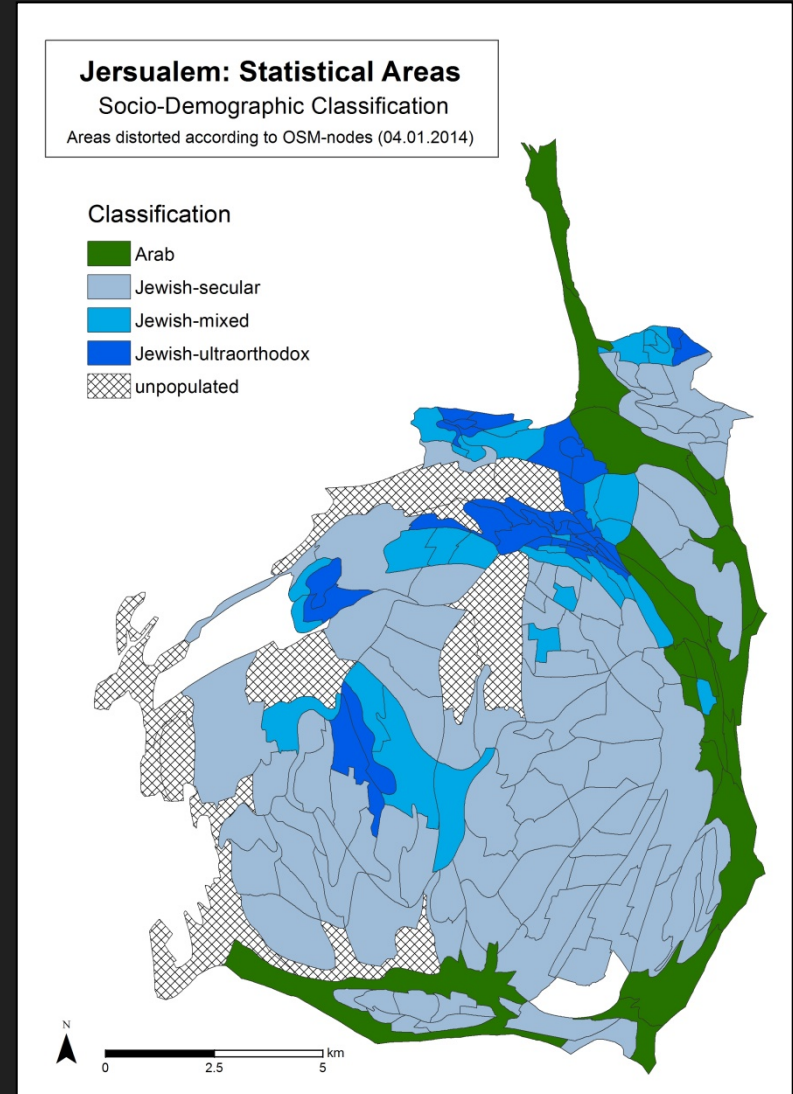 Jersualem: Statistical Areas
Socio-Demographic Classification
Areas distorted according to OSM-nodes (04.01.2014)
Classification
Arab
Jewish-secular
Jewish-mixed
Jewish-ultraorthodox
unpopulated
N
km
0 2.5 5